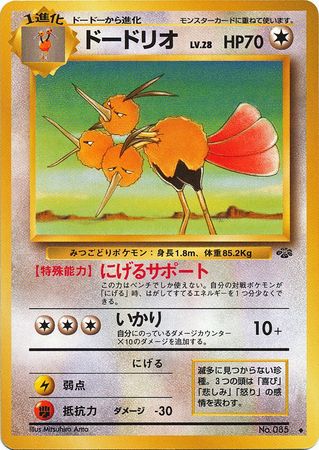 1進化
ドードーから進化
モンスターカードに重ねて使います。
ドードリオ LV.28 HP70
みつごどりポケモン：身長1.8m、体重85.2Kg
【特殊能力】にげるサポート
この力はベンチでしか使えない。自分の対戦ポケモンが
「にげる」時、はがしてすてるエネルギーを1つ分少なくで
きる。
いかり 10+
自分にのっているダメージカウンター
×10のダメージを追加する。
にげる
弱点
抵抗力 ダメージ -30
滅多に見つからない珍
種。3つの頭は「喜び」
「悲しみ」「怒り」の感
情を表わす。
Illus. Mitsuhiro Arita
No.085